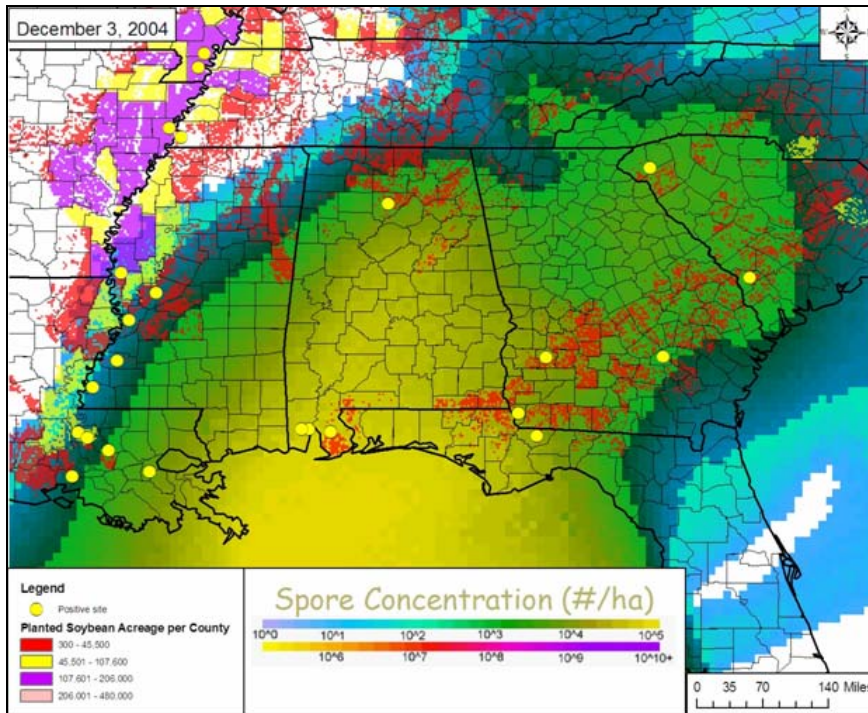 December 3, 2004
Legend
Positive site
Planted Soybean Acreage per County
300 - 45,500
45,501 - 107,600
107,601 - 206,000
206,001 - 480,000
Spore Concentration (#/ha)
10^0 10^1 10^2 10^3 10^4 10^5
10^6 10^7 10^8 10^9 10^10+
0 35 70 140 Miles